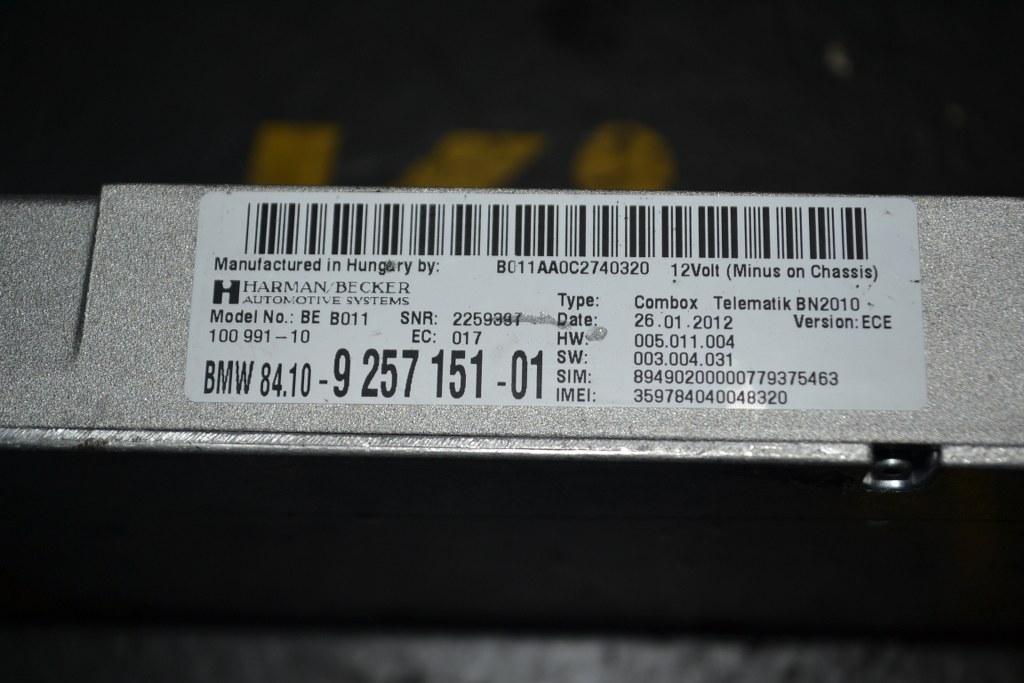 B011AA0C2740320 12Volt (Minus on Chassis)
Manufactured in Hungary by:
HARMAN/BECKER
AUTOMOTIVE SYSTEMS
Model No.: BE B011 SNR: 2259397
100 991-10 EC: 017
BMW 84.10 - 9 257 151 - 01
Type: Combox Telematik BN2010
Date: 26.01.2012 Version: ECE
HW: 005.011.004
SW: 003.004.031
SIM: 89490200000779375463
IMEI: 359784040048320